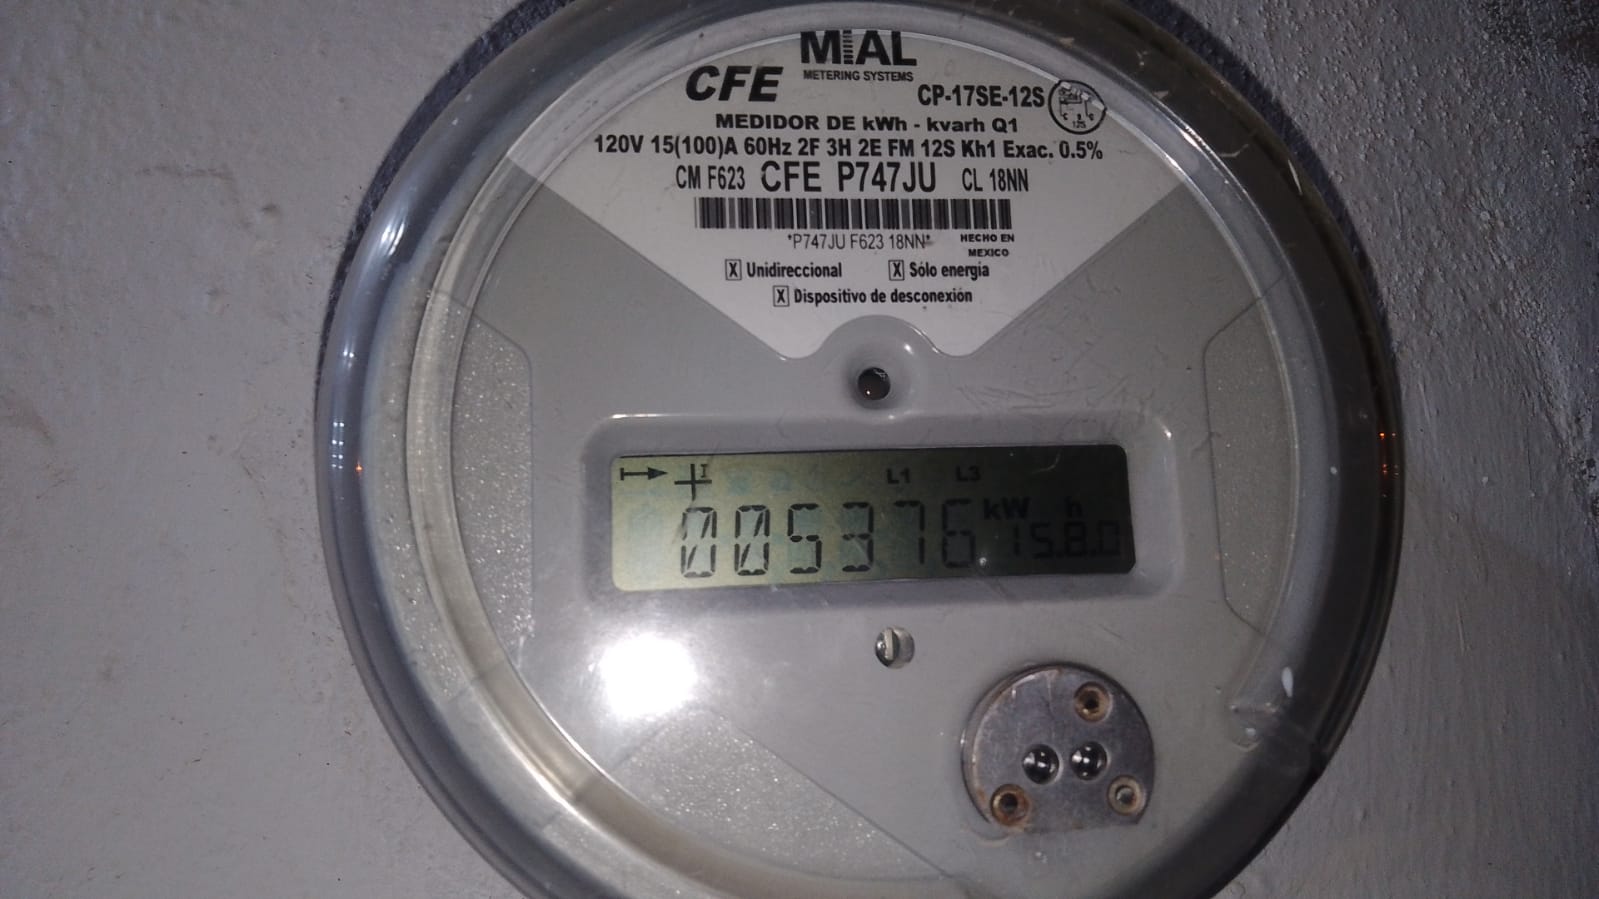 MIAL
METERING SYSTEMS
CFE
CP-17SE-12S
MEDIDOR DE kWh - kvarh Q1
120V 15(100)A 60Hz 2F 3H 2E FM 12S Kh1 Exac. 0.5%
CM F623 CFE P747JU CL 18NN
*P747JU F623 18NN*
HECHO EN
MEXICO
X Unidireccional X Sólo energía
X Dispositivo de desconexión
I L1 L3
005376 kW h 15.8.0